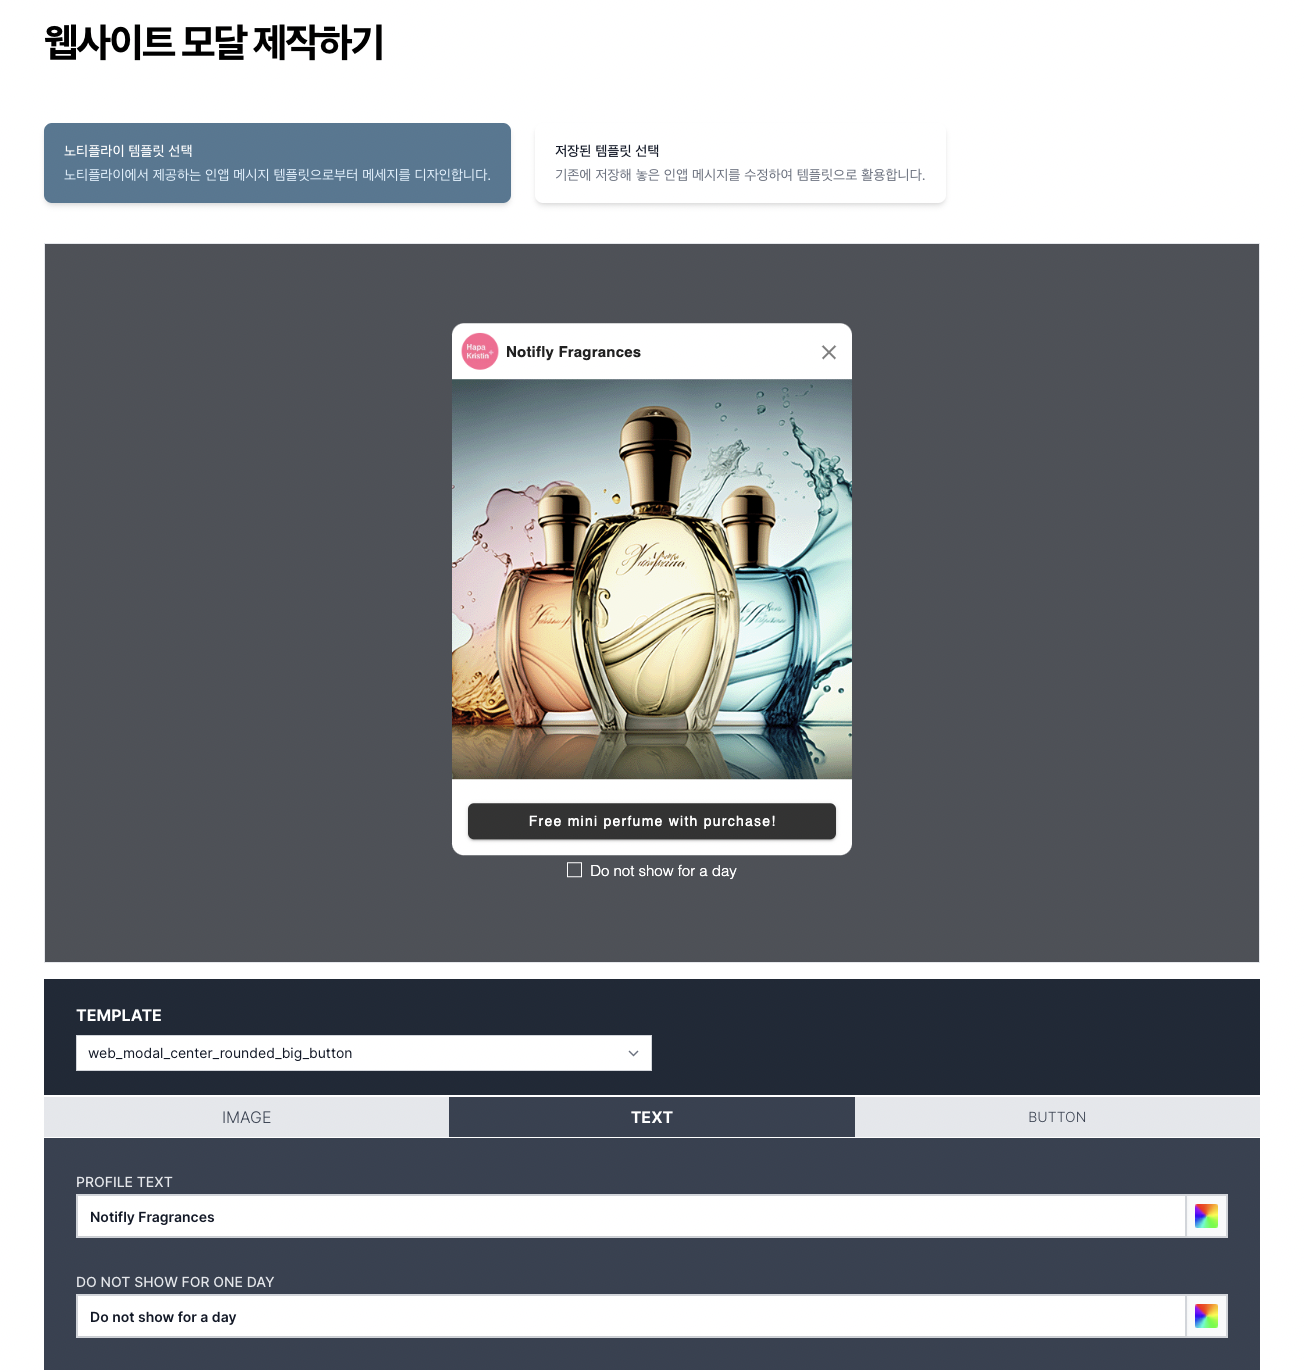 웹사이트 모달 제작하기
노티플라이 템플릿 선택
노티플라이에서 제공하는 인앱 메시지 템플릿으로부터 메세지를 디자인합니다.
저장된 템플릿 선택
기존에 저장해 놓은 인앱 메시지를 수정하여 템플릿으로 활용합니다.
Hapa
Kristin+
Notifly Fragrances
Free mini perfume with purchase!
Do not show for a day
TEMPLATE
web_modal_center_rounded_big_button
IMAGE
TEXT
BUTTON
PROFILE TEXT
Notifly Fragrances
DO NOT SHOW FOR ONE DAY
Do not show for a day